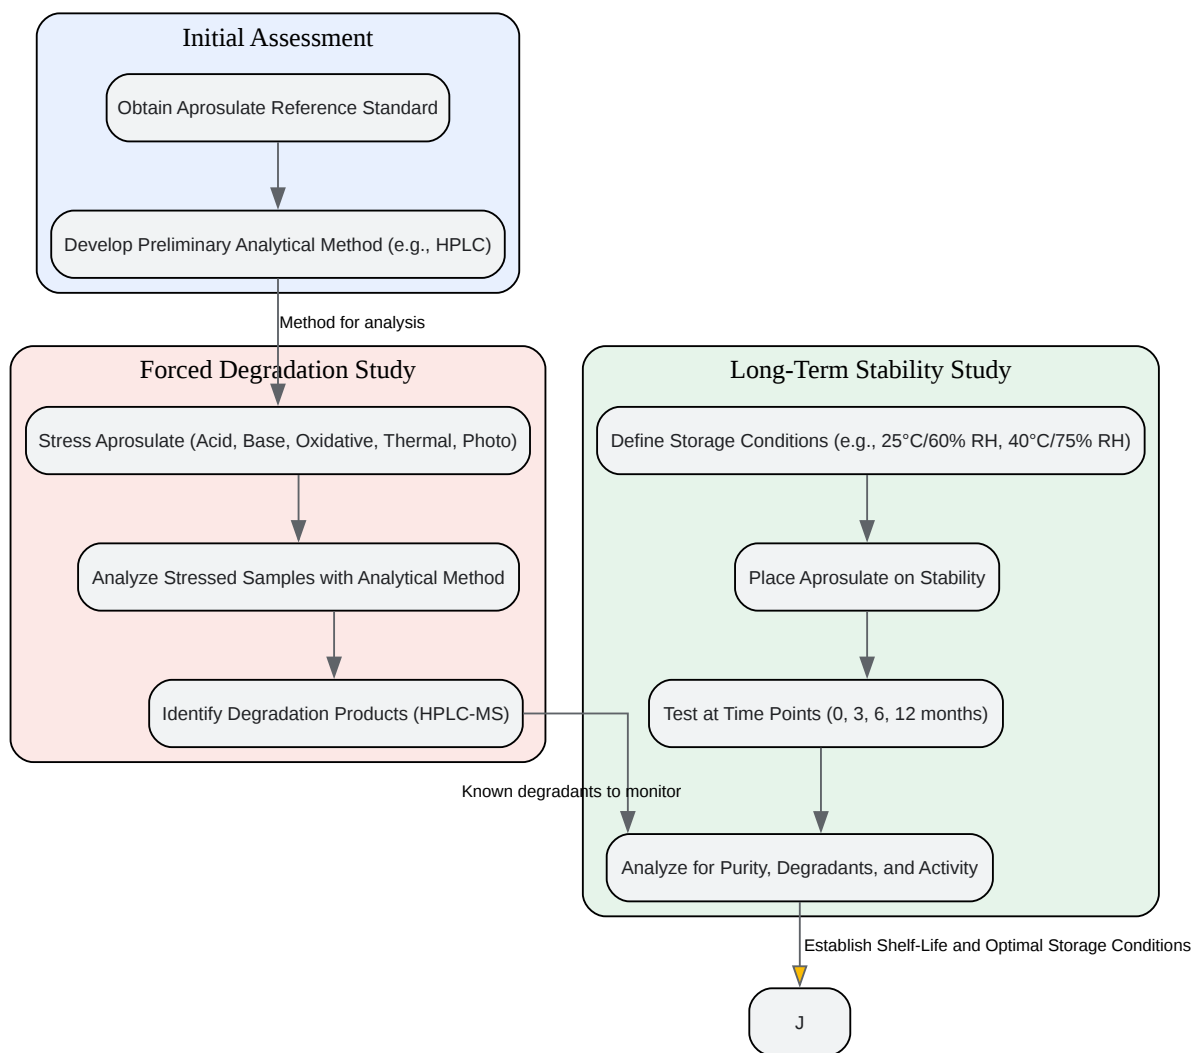 Initial Assessment
Obtain Aprosulate Reference Standard
Develop Preliminary Analytical Method (e.g., HPLC)
Method for analysis
Forced Degradation Study
Stress Aprosulate (Acid, Base, Oxidative, Thermal, Photo)
Analyze Stressed Samples with Analytical Method
Identify Degradation Products (HPLC-MS)
Known degradants to monitor
Long-Term Stability Study
Define Storage Conditions (e.g., 25°C/60% RH, 40°C/75% RH)
Place Aprosulate on Stability
Test at Time Points (0, 3, 6, 12 months)
Analyze for Purity, Degradants, and Activity
Establish Shelf-Life and Optimal Storage Conditions
J